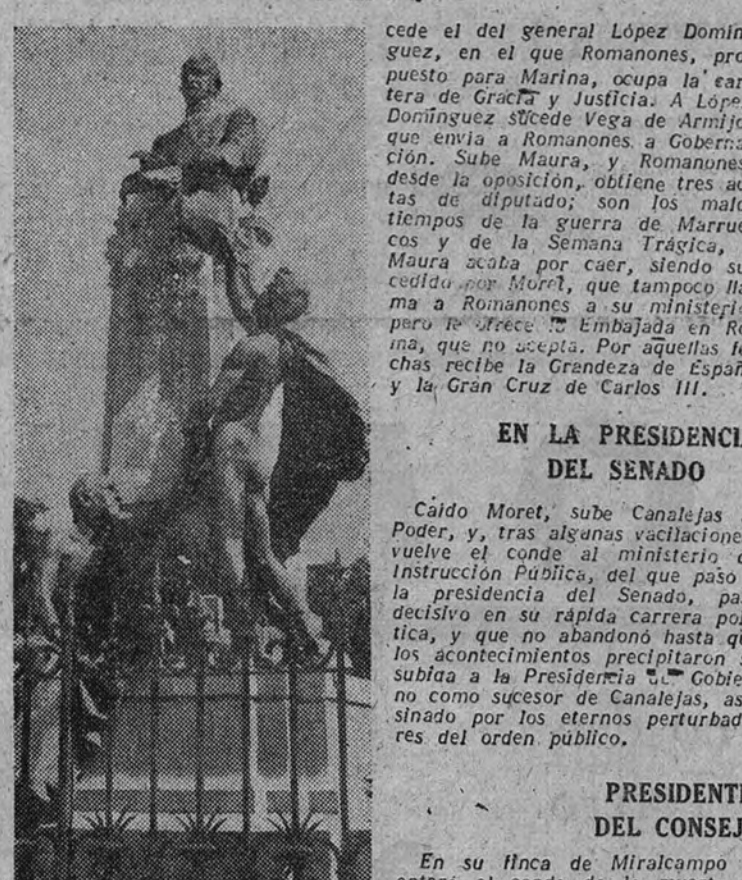 cede el del general López Domín
guez, en el que Romanones, pro
puesto para Marina, ocupa la car
tera de Gracia y Justicia. A Lópe
Domínguez sucede Vega de Armijo
que envia a Romanones a Goberna
ción. Sube Maura, y Romanones
desde la oposición, obtiene tres ac
tas de diputado; son los malo
tiempos de la guerra de Marrue
cos y de la Semana Trágica,
Maura acaba por caer, siendo su
cedido por Moret, que tampoco lla
ma a Romanones a su ministerio
pero le ofrece la Embajada en Ro
ma, que no acepta. Por aquellas fe
chas recibe la Grandeza de Españ
y la Gran Cruz de Carlos III.
EN LA PRESIDENCI
DEL SENADO
Caído Moret, sube Canalejas
Poder, y, tras algunas vacilacione
vuelve el conde al ministerio d
Instrucción Pública, del que pasó
la presidencia del Senado, pas
decisivo en su rápida carrera pol
tica, y que no abandonó hasta qu
los acontecimientos precipitaron s
subida a la Presidencia de Gobie
no como sucesor de Canalejas, as
sinado por los eternos perturbad
res del orden público.
PRESIDENT
DEL CONSEJ
En su finca de Miralcampo